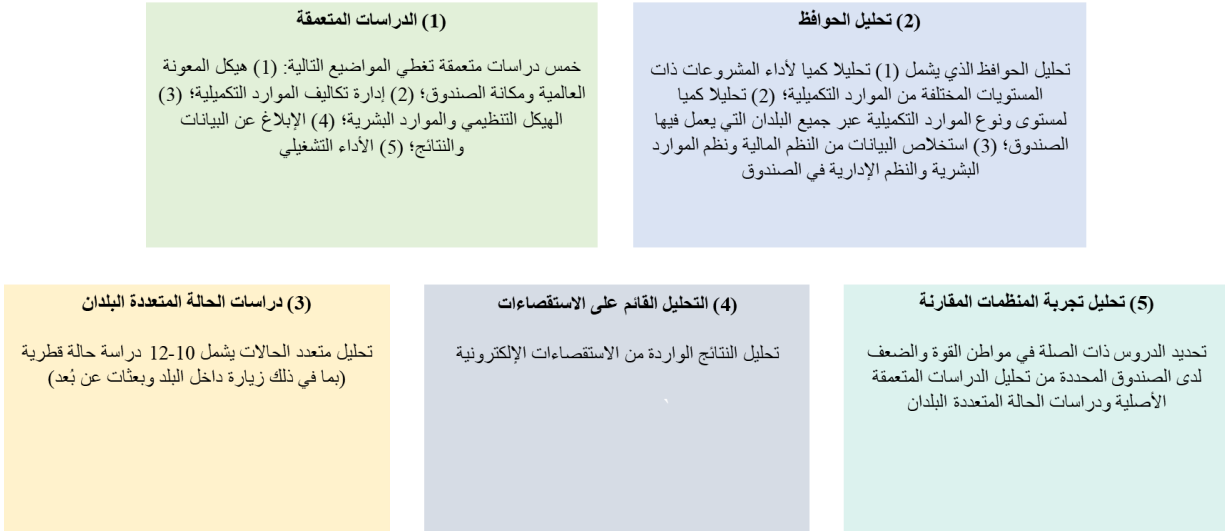 (1) الدراسات المتعمقة
خمس دراسات متعمقة تغطي المواضيع التالية: (1) هيكل المعونة
العالمية ومكانة الصندوق؛ (2) إدارة تكاليف الموارد التكميلية؛ (3)
الهيكل التنظيمي والموارد البشرية؛ (4) الإبلاغ عن البيانات
والنتائج؛ (5) الأداء التشغيلي
(2) تحليل الحوافظ
تحليل الحوافظ الذي يشمل (1) تحليلا كميا لأداء المشروعات ذات
المستويات المختلفة من الموارد التكميلية؛ (2) تحليلا كميا
لمستوى ونوع الموارد التكميلية عبر جميع البلدان التي يعمل فيها
الصندوق؛ (3) استخلاص البيانات من النظم المالية ونظم الموارد
البشرية والنظم الإدارية في الصندوق
(3) دراسات الحالة المتعددة البلدان
تحليل متعدد الحالات يشمل 10-12 دراسة حالة قطرية
(بما في ذلك زيارة داخل البلد وبعثات عن بُعد)
(4) التحليل القائم على الاستقصاءات
تحليل النتائج الواردة من الاستقصاءات الإلكترونية
(5) تحليل تجربة المنظمات المقارنة
تحديد الدروس ذات الصلة في مواطن القوة والضعف
لدى الصندوق المحددة من تحليل الدراسات المتعمقة
الأصلية ودراسات الحالة المتعددة البلدان